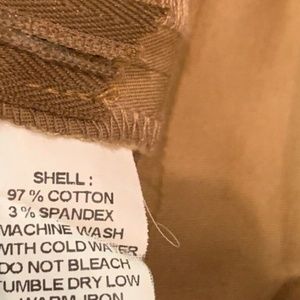 SHELL :
97 % COTTON
3 % SPANDEX
MACHINE WASH
WITH COLD WATER
DO NOT BLEACH
TUMBLE DRY LOW
WARM IRON